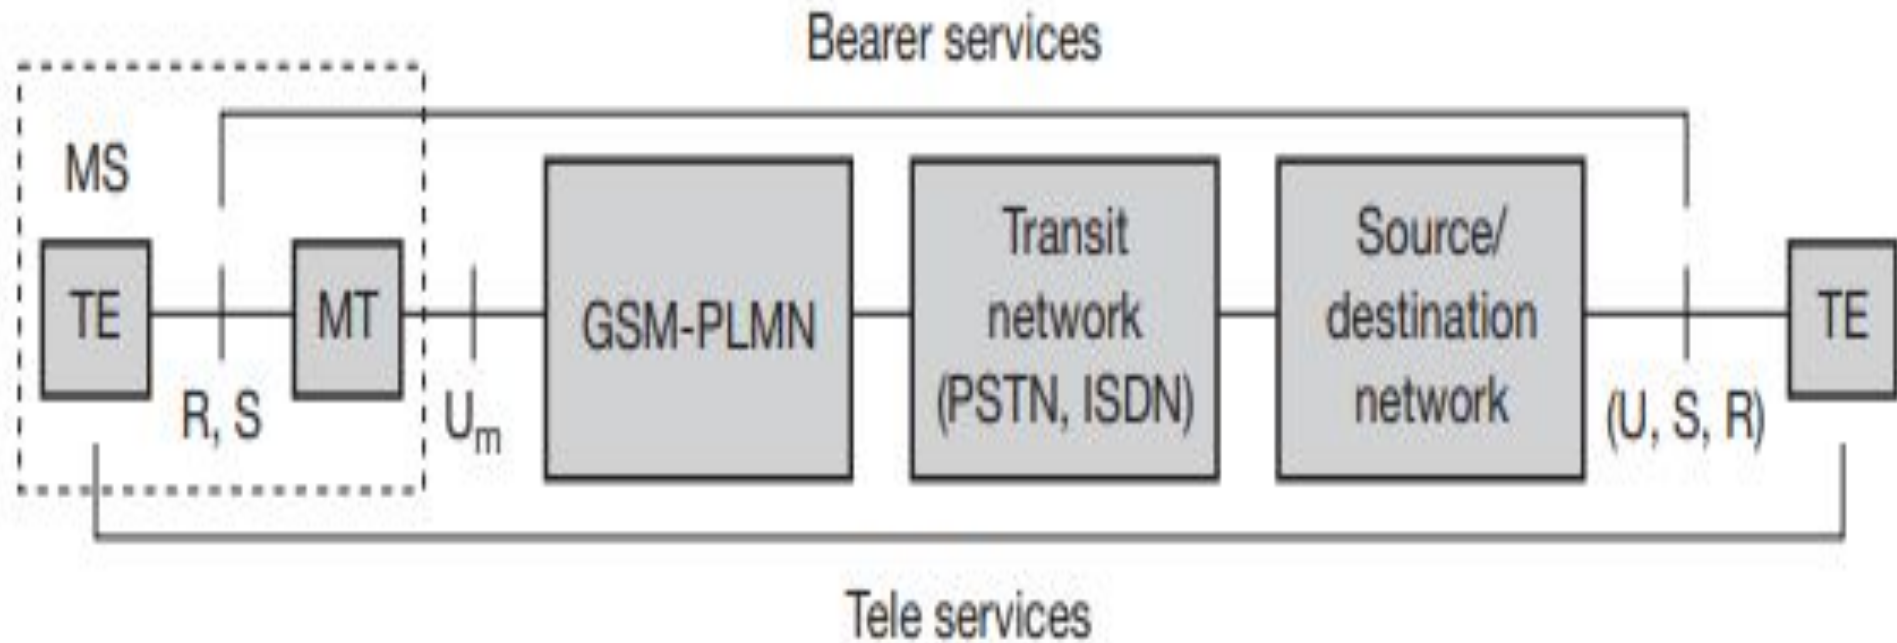 Bearer services
MS
TE
R, S
MT
Um
GSM-PLMN
Transit
network
(PSTN, ISDN)
Source/
destination
network
(U, S, R)
TE
Tele services